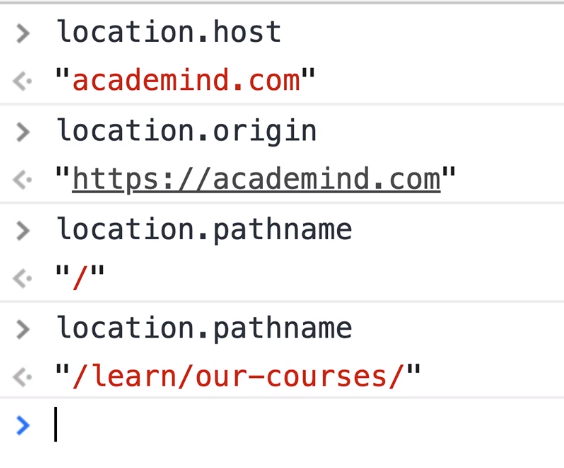 location.host
"academind.com"
location.origin
"https://academind.com"
location.pathname
"/"
location.pathname
"/learn/our-courses/"